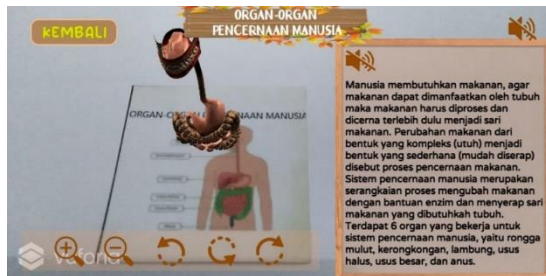 KEMBALI
ORGAN-ORGAN
PENCERNAAN MANUSIA
Manusia membutuhkan makanan, agar
makanan dapat dimanfaatkan oleh tubuh
maka makanan harus diproses dan
dicerna terlebih dulu menjadi sari
makanan. Perubahan makanan dari
bentuk yang kompleks (utuh) menjadi
bentuk yang sederhana (mudah diserap)
disebut proses pencernaan makanan.
Sistem pencernaan manusia merupakan
serangkaian proses mengubah makanan
dengan bantuan enzim dan menyerap sari
makanan yang dibutuhkah tubuh.
Terdapat 6 organ yang bekerja untuk
sistem pencernaan manusia, yaitu rongga
mulut, kerongkongan, lambung, usus
halus, usus besar, dan anus.
MANUSIA
vuforia